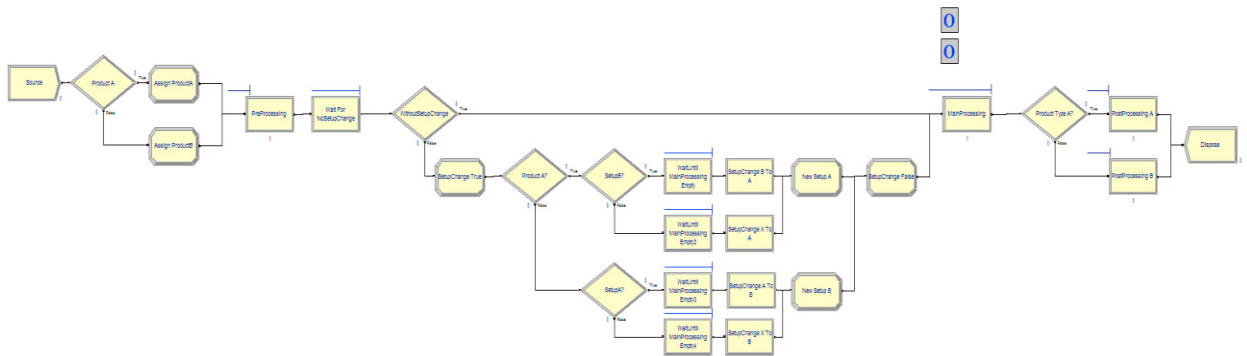 0
0
Source
Product A
True
False
Assign ProductA
Assign ProductB
PreProcessing
Wait For
NoSetupChange
WithoutSetupChange
True
False
SetupChange True
Product A?
True
False
SetupB?
True
False
WaitUntil
MainProcessing
Empty
SetupChange B To
A
WaitUntil
MainProcessing
Empty2
SetupChange X To
A
New Setup A
SetupA?
True
False
WaitUntil
MainProcessing
Empty3
SetupChange A To
B
WaitUntil
MainProcessing
Empty4
SetupChange X To
B
New Setup B
SetupChange False
MainProcessing
Product Type A?
True
False
PostProcessing A
PostProcessing B
Dispose